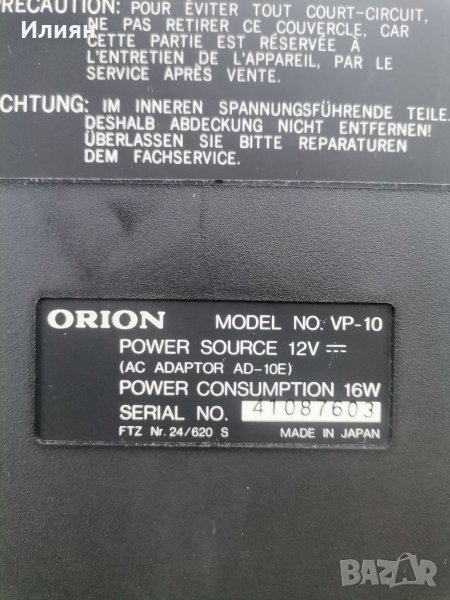 PRECAUTION: POUR ÉVITER TOUT COURT-CIRCUIT,
NE PAS RETIRER CE COUVERCLE, CAR
CETTE PARTIE EST RÉSERVÉE À
L'ENTRETIEN DE L'APPAREIL, PAR LE
SERVICE APRÈS VENTE.
Илиян
ACHTUNG: IM INNEREN SPANNUNGSFÜHRENDE TEILE.
DESHALB ABDECKUNG NICHT ENTFERNEN!
ÜBERLASSEN SIE BITTE REPARATUREN
DEM FACHSERVICE.
ORION MODEL NO. VP-10
POWER SOURCE 12V ⎓
(AC ADAPTOR AD-10E)
POWER CONSUMPTION 16W
SERIAL NO. 41087603
FTZ Nr. 24/620 S MADE IN JAPAN
BAZAR